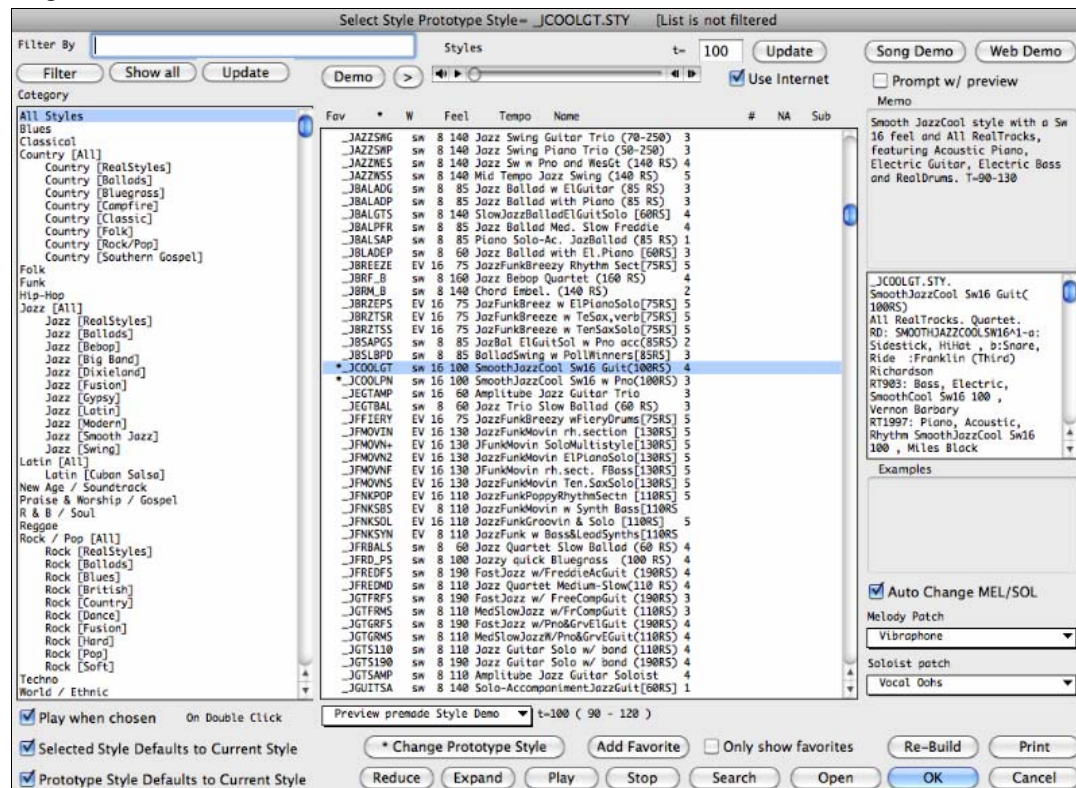 Select Style Prototype Style= _JCOOLGT.STY [List is not filtered
Filter By
Styles
t= 100 Update
Song Demo Web Demo
Filter Show all Update
Demo >
Use Internet
Prompt w/ preview
Category
Memo
All Styles
Blues
Classical
Country [All]
Country [RealStyles]
Country [Ballads]
Country [Bluegrass]
Country [Campfire]
Country [Classic]
Country [Folk]
Country [Rock/Pop]
Country [Southern Gospel]
Folk
Funk
Hip-Hop
Jazz [All]
Jazz [RealStyles]
Jazz [Ballads]
Jazz [Bebop]
Jazz [Big Band]
Jazz [Dixieland]
Jazz [Fusion]
Jazz [Gypsy]
Jazz [Latin]
Jazz [Modern]
Jazz [Smooth Jazz]
Jazz [Swing]
Latin [All]
Latin [Cuban Salsa]
New Age / Soundtrack
Praise & Worship / Gospel
R & B / Soul
Reggae
Rock / Pop [All]
Rock [RealStyles]
Rock [Ballads]
Rock [Blues]
Rock [British]
Rock [Country]
Rock [Dance]
Rock [Fusion]
Rock [Hard]
Rock [Pop]
Rock [Soft]
Techno
World / Ethnic
Fav * W Feel Tempo Name # NA Sub
_JAZZSWG sw 8 140 Jazz Swing Guitar Trio (70-250) 3
_JAZZSWP sw 8 140 Jazz Swing Piano Trio (50-250) 3
_JAZZWES sw 8 140 Jazz Sw w Pno and WesGt (140 RS) 4
_JAZZWSS sw 8 140 Mid Tempo Jazz Swing (140 RS) 5
_JBALADG sw 8 85 Jazz Ballad w ElGuitar (85 RS) 3
_JBALADP sw 8 85 Jazz Ballad with Piano (85 RS) 3
_JBALGTS sw 8 140 SlowJazzBalladElGuitSolo [60RS] 4
_JBALPFR sw 8 85 Jazz Ballad Med. Slow Freddie 4
_JBALSAP sw 8 85 Piano Solo-Ac. JazBallad (85 RS) 1
_JBLADEP sw 8 60 Jazz Ballad with El.Piano [60RS] 3
_JBREEZE EV 16 75 JazzFunkBreezy Rhythm Sect[75RS] 5
_JBRF_B sw 8 160 Jazz Bebop Quartet (160 RS) 4
_JBRM_B sw 8 140 Chord Embel. (140 RS) 2
_JBRZEPS EV 16 75 JazFunkBreez w ElPianoSolo[75RS] 5
_JBRZTSR EV 16 75 JazFunkBreeze w TeSax,verb[75RS] 5
_JBRZTSS EV 16 75 JazFunkBreeze w TenSaxSolo[75RS] 5
_JBSAPGS sw 8 85 JazBal ElGuitSol w Pno acc(85RS) 2
_JBSLBPD sw 8 85 BalladSwing w PollWinners[85RS] 3
*_JCOOLGT sw 16 100 SmoothJazzCool Sw16 Guit(100RS) 4
*_JCOOLPN sw 16 100 SmoothJazzCool Sw16 w Pno(100RS) 3
_JEGTAMP sw 16 60 Amplitube Jazz Guitar Trio 3
_JEGTBAL sw 8 60 Jazz Trio Slow Ballad (60 RS) 3
_JFFIERY EV 16 75 JazzFunkBreezy wFieryDrums[75RS] 5
_JFMOVIN EV 16 130 JazzFunkMovin rh.section [130RS] 5
_JFMOVN+ EV 16 130 JFunkMovin SoloMultistyle[130RS] 5
_JFMOVN2 EV 16 130 JazzFunkMovin ElPianoSolo[130RS] 5
_JFMOVNF EV 16 130 JFunkMovin rh.sect. FBass[130RS] 5
_JFMOVNS EV 16 130 JazzFunkMovin Ten.SaxSolo[130RS] 5
_JFNKPOP EV 16 110 JazzFunkPoppyRhythmSectn [110RS] 5
_JFNKSBS EV 8 110 JazzFunkMovin w Synth Bass[110RS
_JFNKSOL EV 16 110 JazzFunkGroovin & Solo [110RS] 5
_JFNKSYN EV 8 110 JazzFunk w Bass&LeadSynths[110RS
_JFRBALS sw 8 60 Jazz Quartet Slow Ballad (60 RS) 4
_JFRD_PS sw 8 100 Jazzy quick Bluegrass (100 RS) 4
_JFREDFS sw 8 190 FastJazz w/FreddieAcGuit (190RS) 3
_JFREDMD sw 8 110 Jazz Quartet Medium-Slow(110 RS) 4
_JGTFRFS sw 8 190 FastJazz w/ FreeCompGuit (190RS) 3
_JGTFRMS sw 8 110 MedSlowJazz w/FrCompGuit (110RS) 3
_JGTGRFS sw 8 190 FastJazz w/Pno&GrvElGuit (190RS) 4
_JGTGRMS sw 8 110 MedSlowJazzW/Pno&GrvEGuit(110RS) 4
_JGTS110 sw 8 110 Jazz Guitar Solo w/ band (110RS) 4
_JGTS190 sw 8 190 Jazz Guitar Solo w/ band (190RS) 4
_JGTSAMP sw 16 110 Amplitube Jazz Guitar Soloist 4
_JGUITSA sw 8 140 Solo-AccompanimentJazzGuit[60RS] 1
Smooth JazzCool style with a Sw
16 feel and All RealTracks,
featuring Acoustic Piano,
Electric Guitar, Electric Bass
and RealDrums. T=90-130
_JCOOLGT.STY.
SmoothJazzCool Sw16 Guit(
100RS)
All RealTracks. Quartet.
RD: SMOOTHJAZZCOOLSW16^1-a:
Sidestick, HiHat , b:Snare,
Ride :Franklin (Third)
Richardson
RT903: Bass, Electric,
SmoothCool Sw16 100 ,
Vernon Barbary
RT1997: Piano, Acoustic,
Rhythm SmoothJazzCool Sw16
100 , Miles Black
Examples
Auto Change MEL/SOL
Melody Patch
Vibraphone
Soloist patch
Vocal Oohs
Play when chosen On Double Click
Preview premade Style Demo t=100 ( 90 - 120 )
Selected Style Defaults to Current Style
* Change Prototype Style Add Favorite Only show favorites Re-Build Print
Prototype Style Defaults to Current Style
Reduce Expand Play Stop Search Open OK Cancel